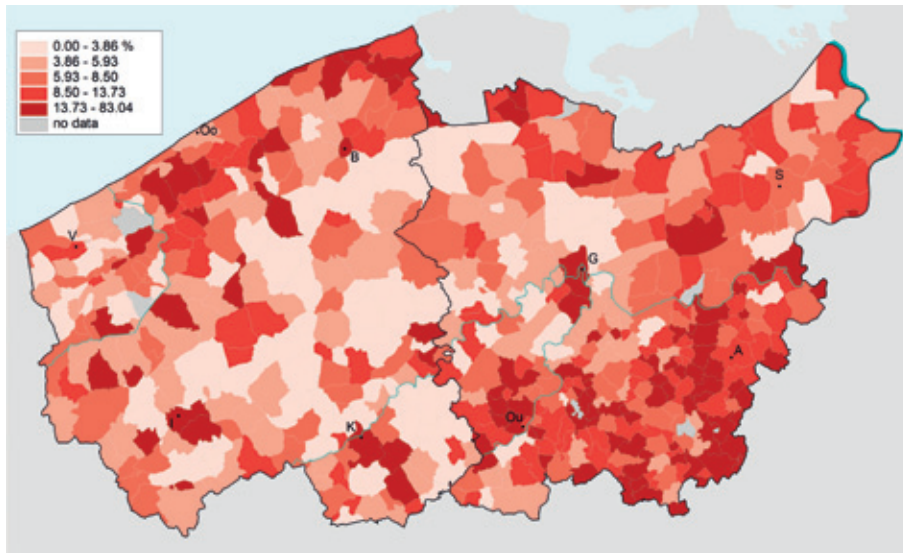 0.00 - 3.86 %
3.86 - 5.93
5.93 - 8.50
8.50 - 13.73
13.73 - 83.04
no data
Oo
B
S
V
G
A
I
Ou
K